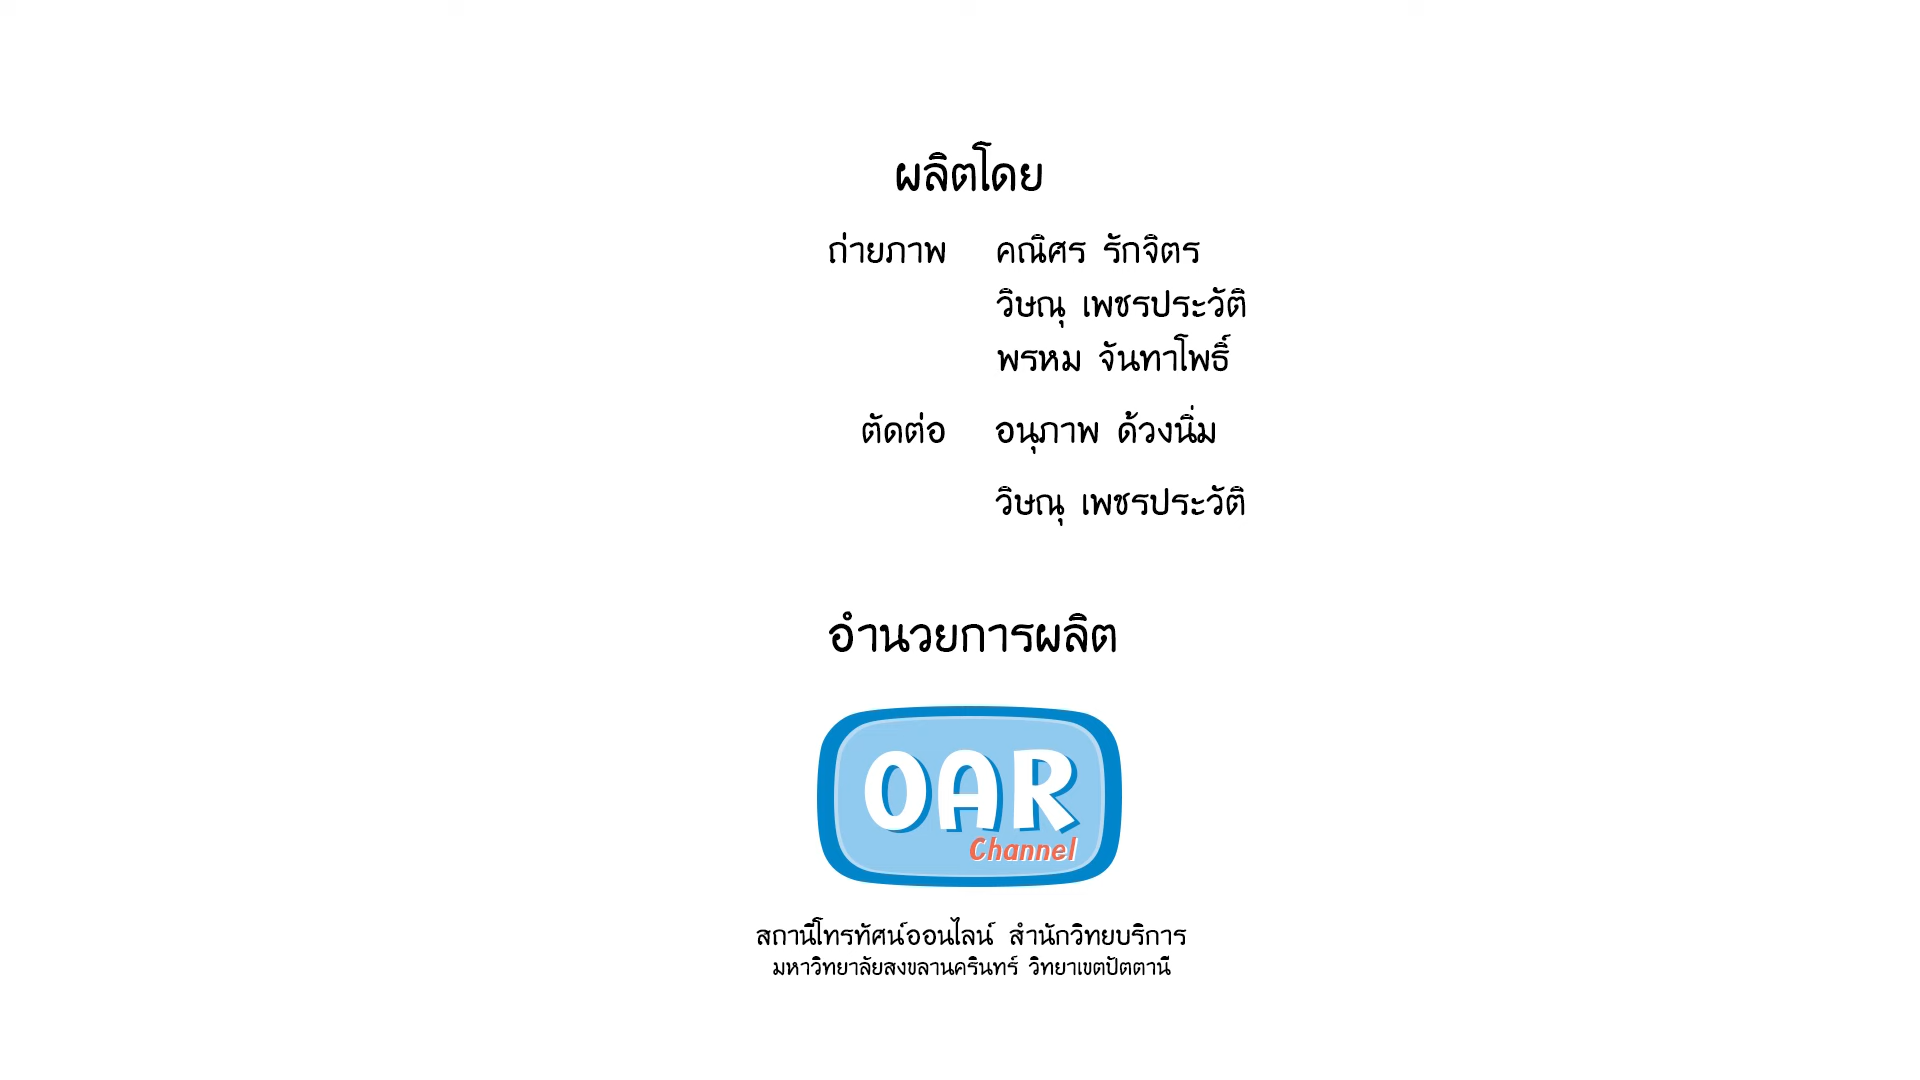 ผลิตโดย
ถ่ายภาพ คณิศร รักจิตร
วิษณุ เพชรประวัติ
พรหม จันทาโพธิ์
ตัดต่อ อนุภาพ ด้วงนิ่ม
วิษณุ เพชรประวัติ
อำนวยการผลิต
OAR
Channel
สถานีโทรทัศน์ออนไลน์ สำนักวิทยบริการ
มหาวิทยาลัยสงขลานครินทร์ วิทยาเขตปัตตานี